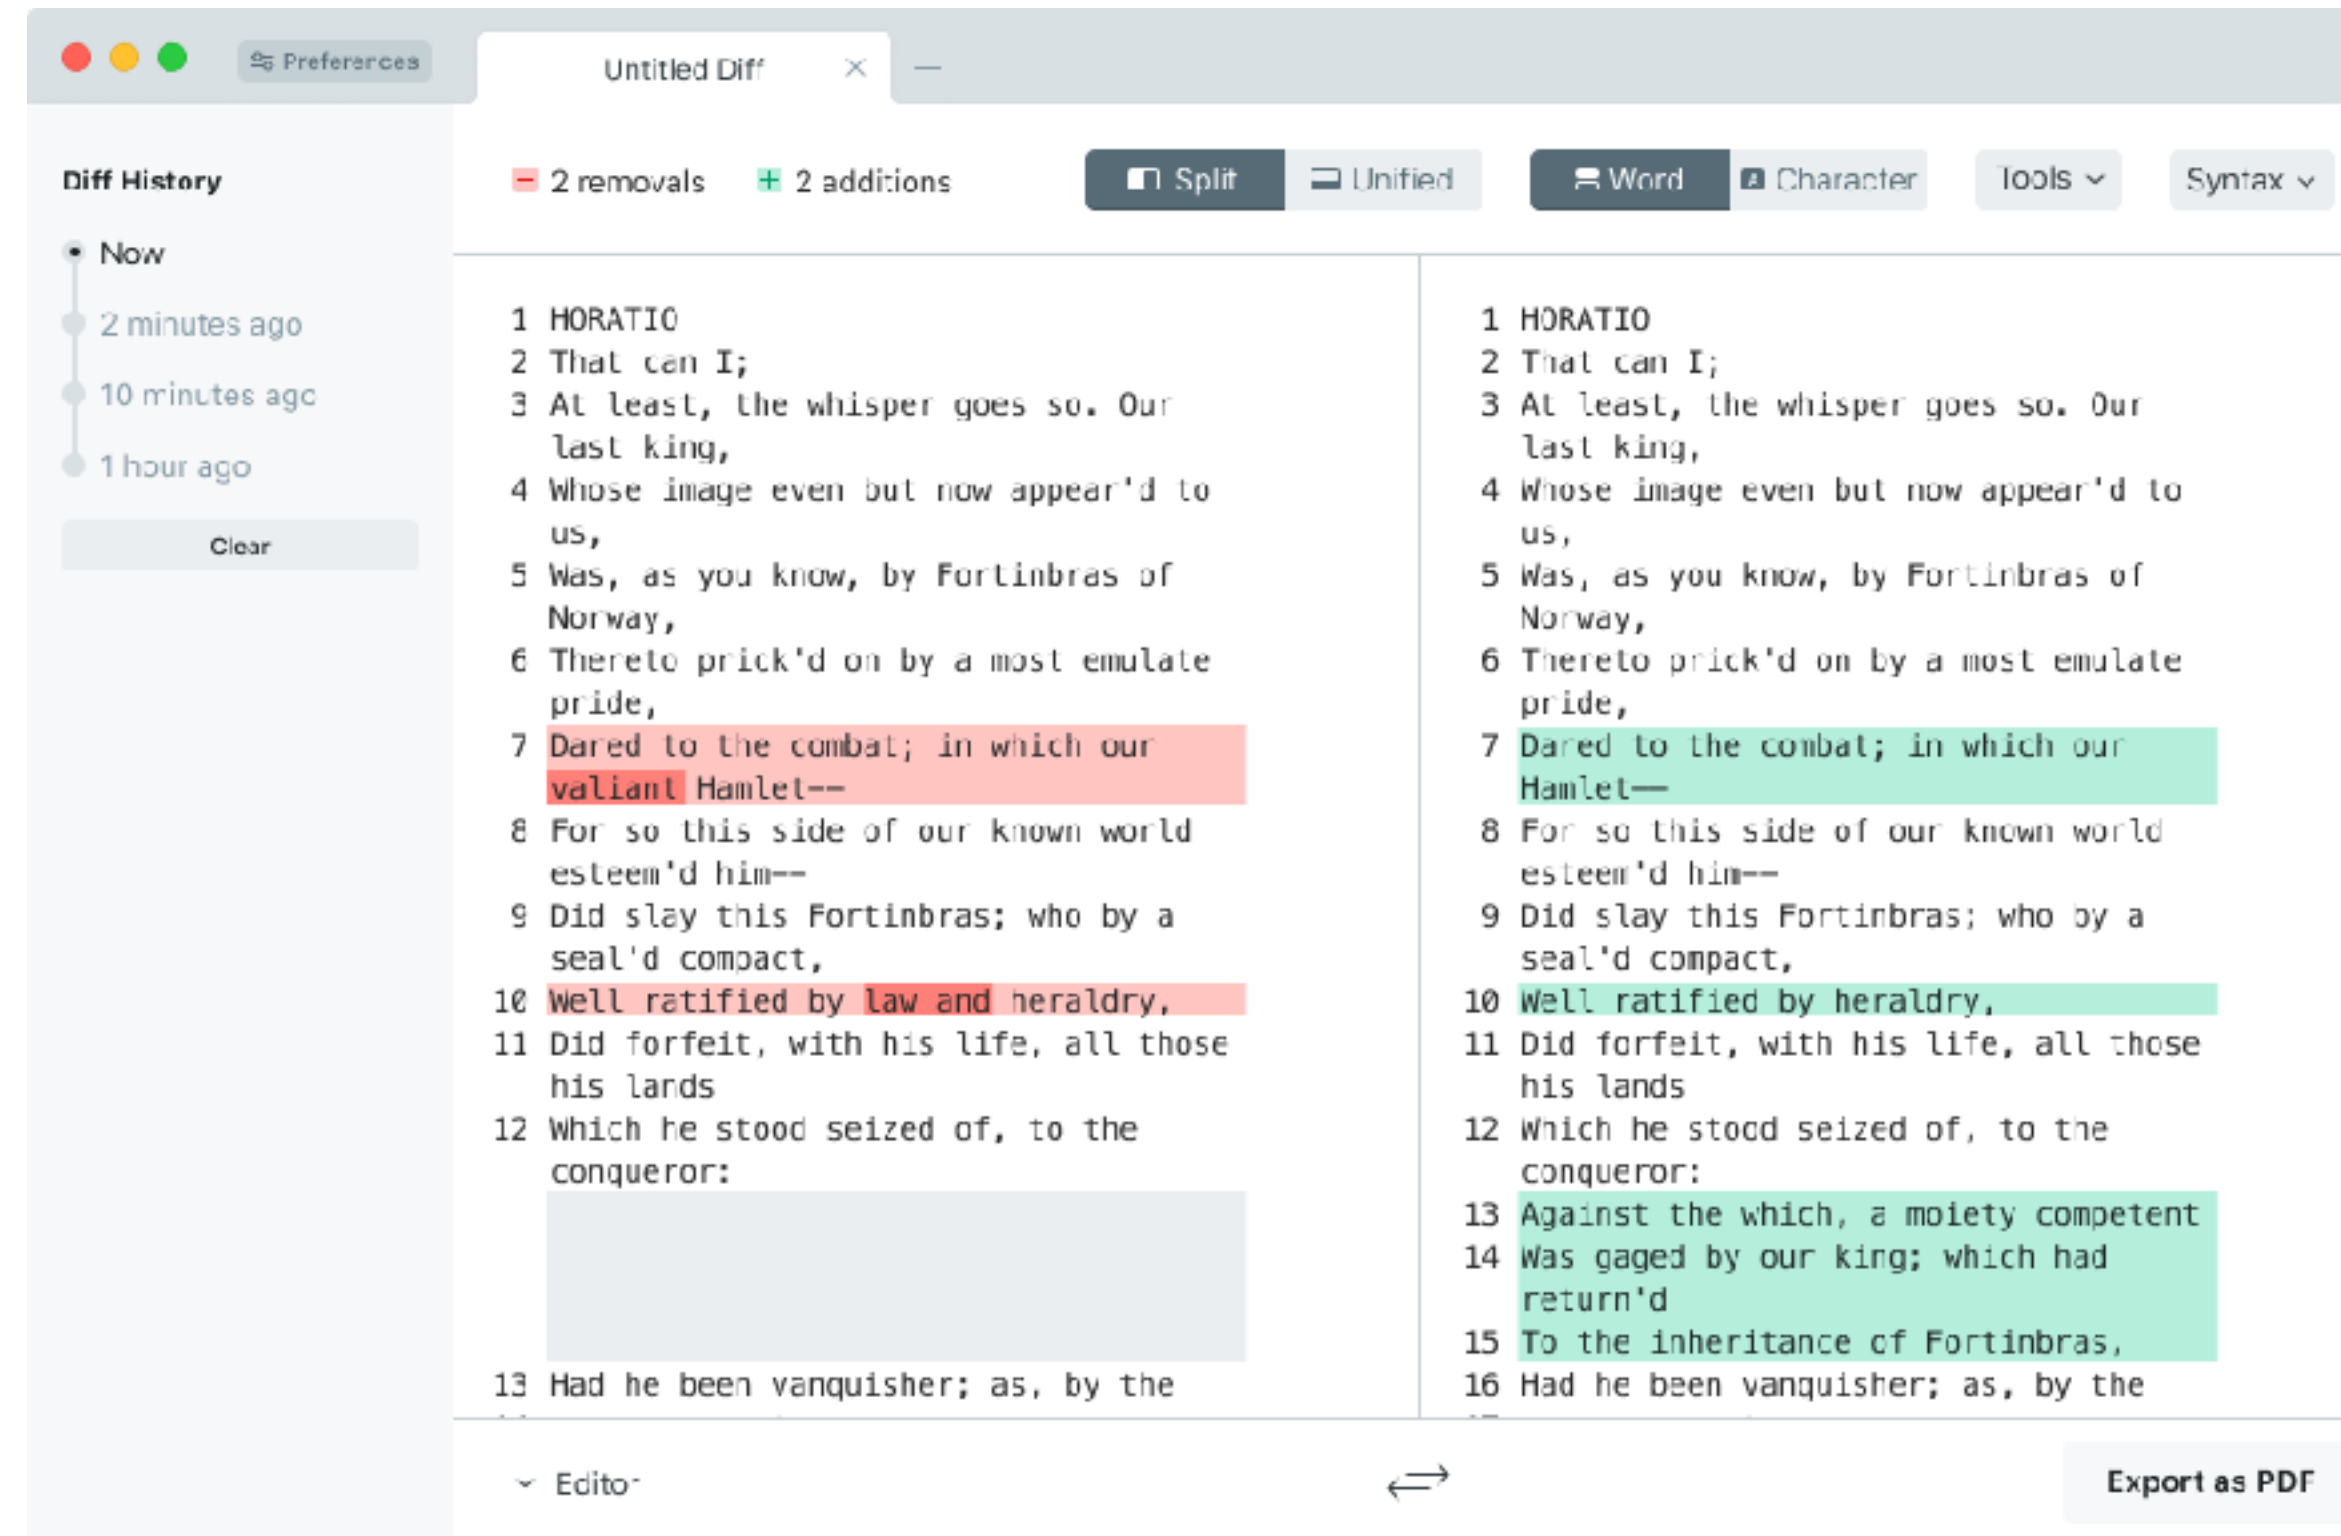 Preferences
Untitled Diff
Diff History
Now
2 minutes ago
10 minutes ago
1 hour ago
Clear
2 removals
2 additions
Split
Unified
Word
Character
Tools
Syntax
1 HORATIO
2 That can I;
3 At least, the whisper goes so. Our
last king,
4 Whose image even but now appear'd to
us,
5 Was, as you know, by Fortinbras of
Norway,
6 Thereto prick'd on by a most emulate
pride,
7 Dared to the combat; in which our
valiant Hamlet--
8 For so this side of our known world
esteem'd him--
9 Did slay this Fortinbras; who by a
seal'd compact,
10 Well ratified by law and heraldry,
11 Did forfeit, with his life, all those
his lands
12 Which he stood seized of, to the
conqueror:
13 Had he been vanquisher; as, by the
1 HORATIO
2 That can I;
3 At least, the whisper goes so. Our
last king,
4 Whose image even but now appear'd to
us,
5 Was, as you know, by Fortinbras of
Norway,
6 Thereto prick'd on by a most emulate
pride,
7 Dared to the combat; in which our
Hamlet--
8 For so this side of our known world
esteem'd him--
9 Did slay this Fortinbras; who by a
seal'd compact,
10 Well ratified by heraldry,
11 Did forfeit, with his life, all those
his lands
12 Which he stood seized of, to the
conqueror:
13 Against the which, a moiety competent
14 Was gaged by our king; which had
return'd
15 To the inheritance of Fortinbras,
16 Had he been vanquisher; as, by the
Editor
Export as PDF